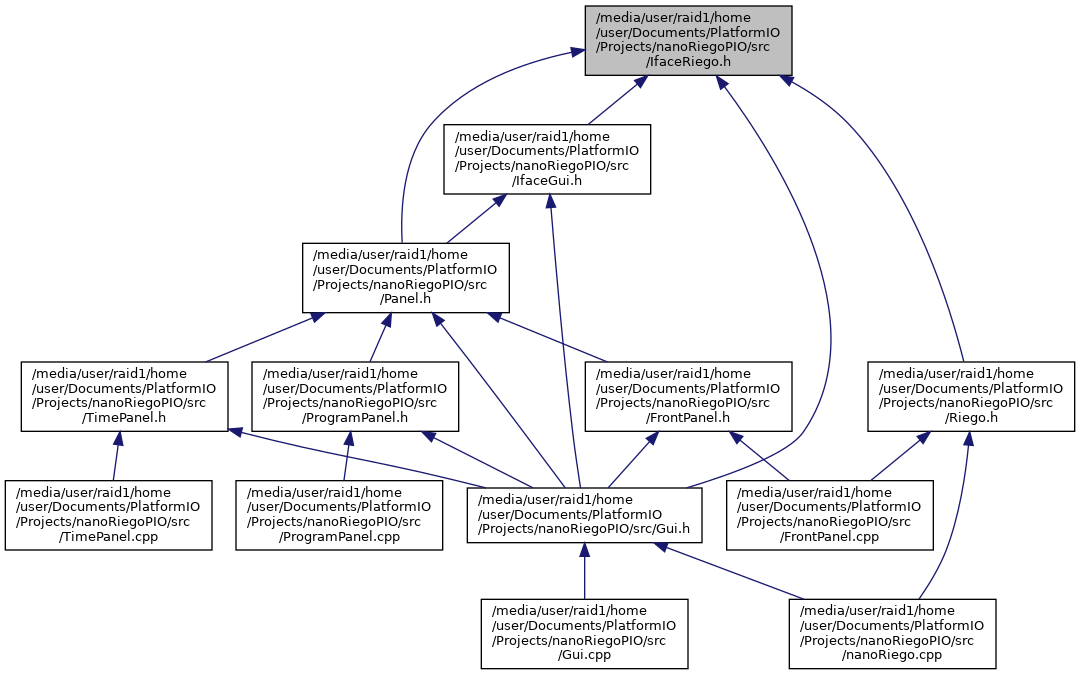 /media/user/raid1/home
/user/Documents/PlatformIO
/Projects/nanoRiegoPIO/src
/IfaceRiego.h
/media/user/raid1/home
/user/Documents/PlatformIO
/Projects/nanoRiegoPIO/src
/IfaceGui.h
/media/user/raid1/home
/user/Documents/PlatformIO
/Projects/nanoRiegoPIO/src
/Panel.h
/media/user/raid1/home
/user/Documents/PlatformIO
/Projects/nanoRiegoPIO/src
/TimePanel.h
/media/user/raid1/home
/user/Documents/PlatformIO
/Projects/nanoRiegoPIO/src
/ProgramPanel.h
/media/user/raid1/home
/user/Documents/PlatformIO
/Projects/nanoRiegoPIO/src
/FrontPanel.h
/media/user/raid1/home
/user/Documents/PlatformIO
/Projects/nanoRiegoPIO/src
/Riego.h
/media/user/raid1/home
/user/Documents/PlatformIO
/Projects/nanoRiegoPIO/src
/TimePanel.cpp
/media/user/raid1/home
/user/Documents/PlatformIO
/Projects/nanoRiegoPIO/src
/ProgramPanel.cpp
/media/user/raid1/home
/user/Documents/PlatformIO
/Projects/nanoRiegoPIO/src/Gui.h
/media/user/raid1/home
/user/Documents/PlatformIO
/Projects/nanoRiegoPIO/src
/FrontPanel.cpp
/media/user/raid1/home
/user/Documents/PlatformIO
/Projects/nanoRiegoPIO/src
/Gui.cpp
/media/user/raid1/home
/user/Documents/PlatformIO
/Projects/nanoRiegoPIO/src
/nanoRiego.cpp